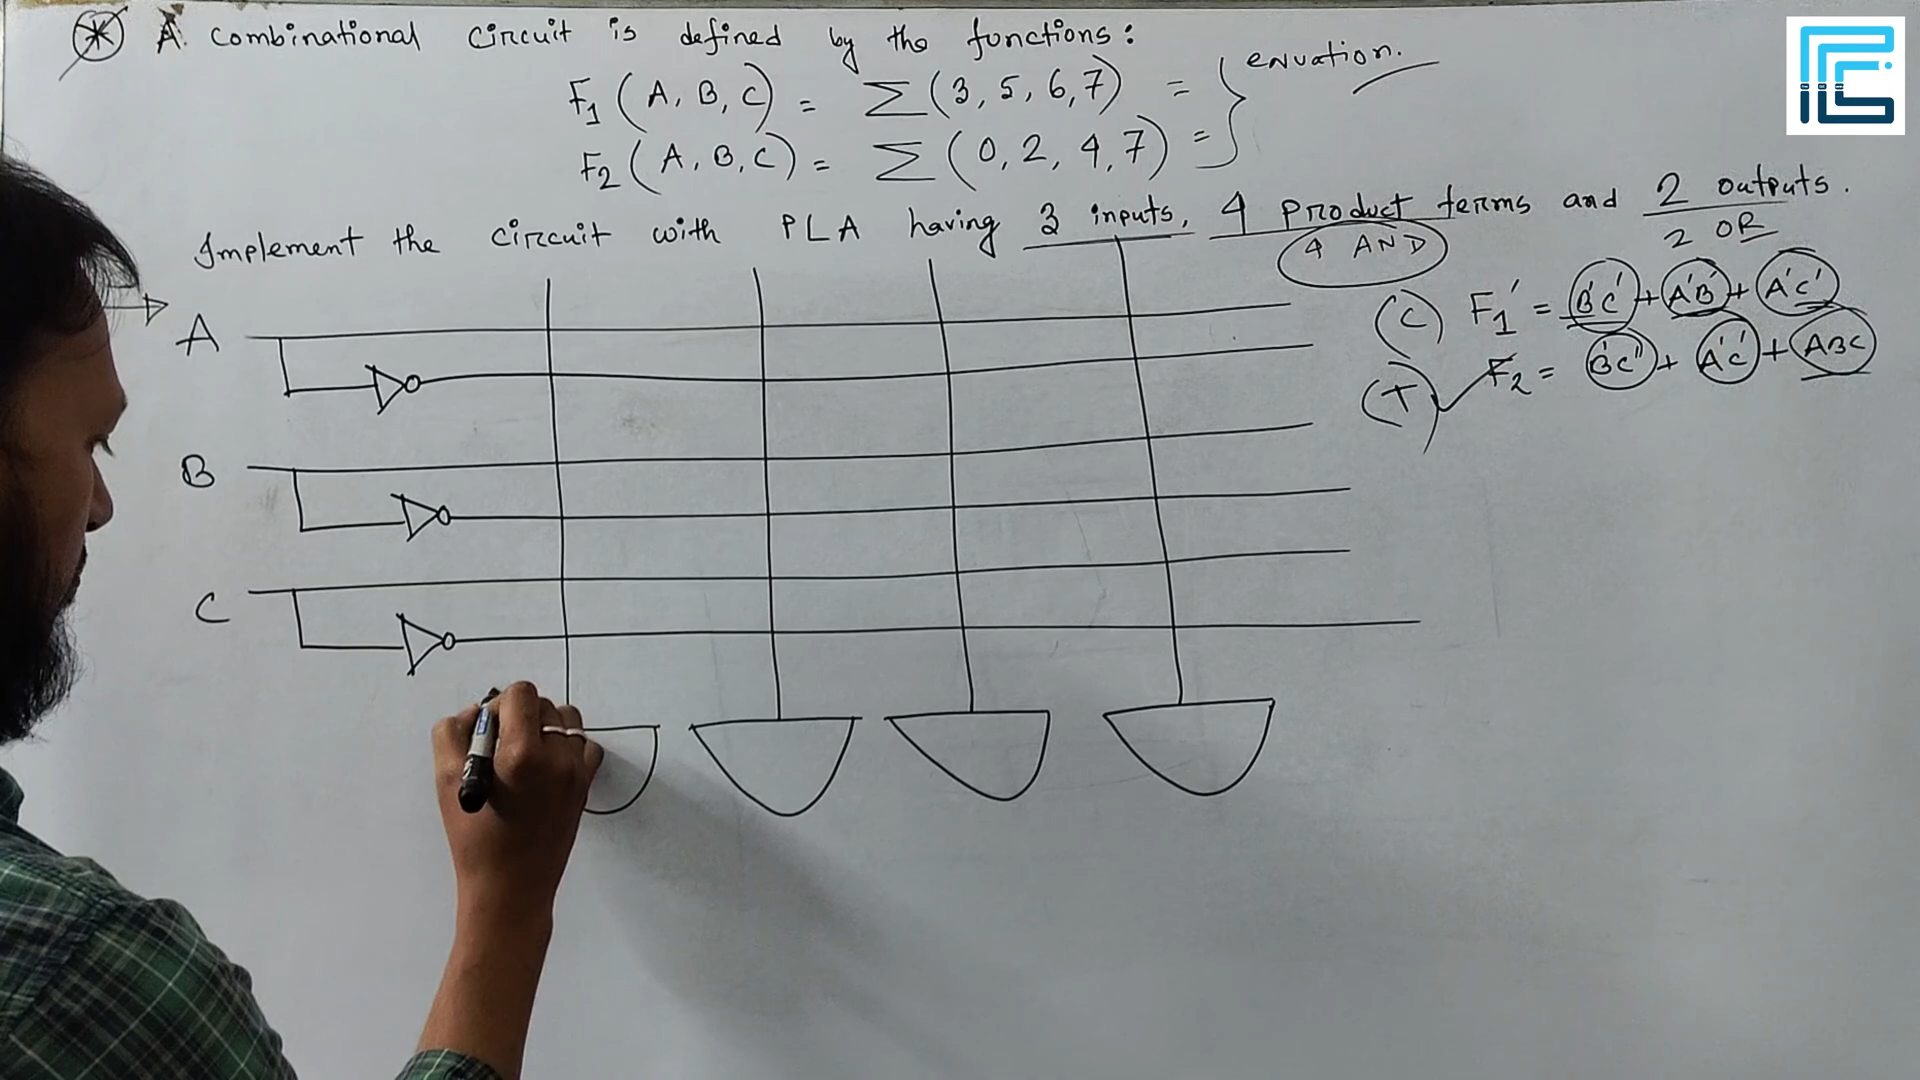 * A combinational circuit is defined by the functions:
F1 (A, B, C) = Σ(3, 5, 6, 7) = } enuation.
F2 (A, B, C) = Σ(0, 2, 4, 7) =
Implement the circuit with PLA having 3 inputs, 4 Product terms and 2 outputs.
4 AND
2 OR
(C) F1' = B'C' + A'B' + A'C'
(T) F2 = B'C' + A'C' + ABC
A
B
C